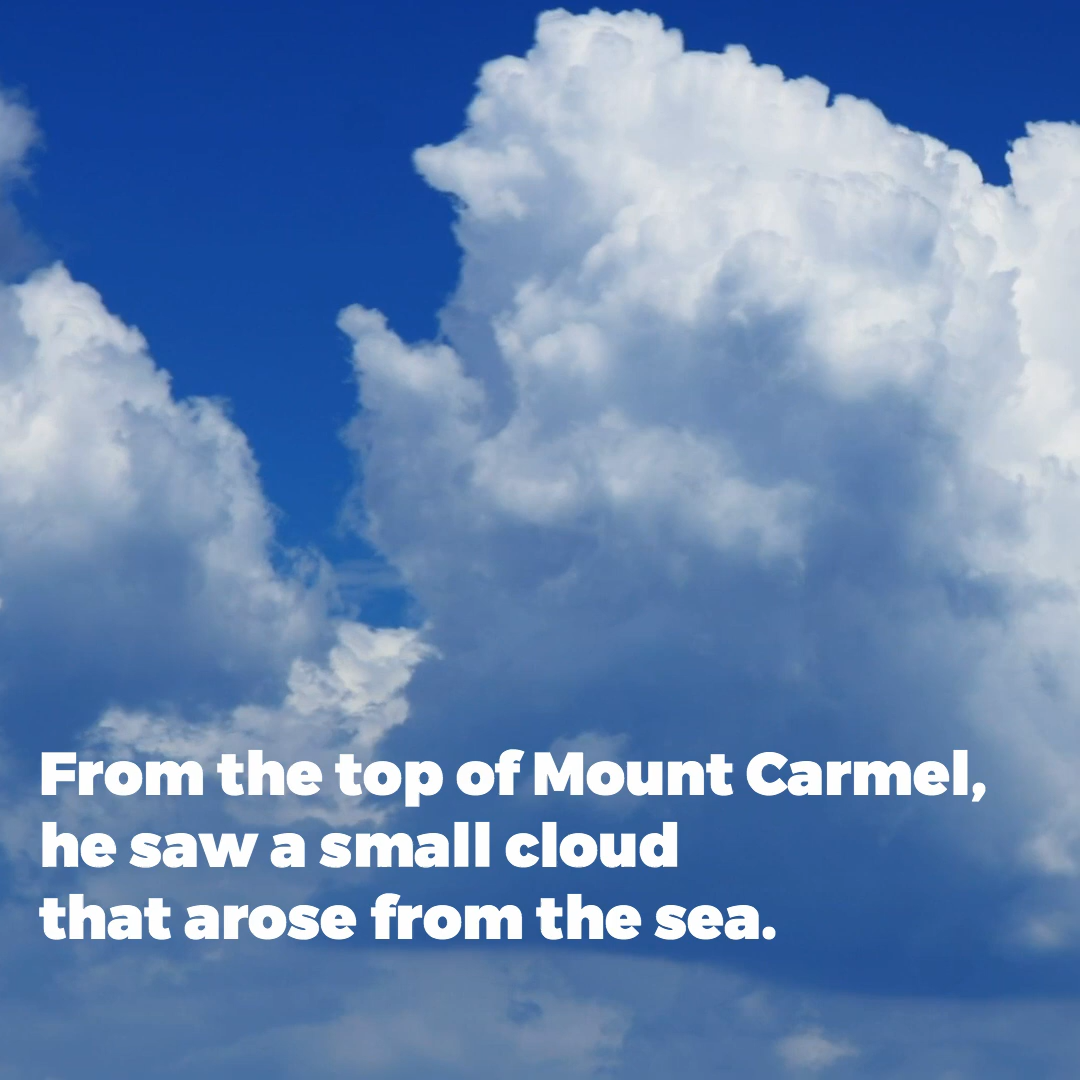 From the top of Mount Carmel,
he saw a small cloud
that arose from the sea.